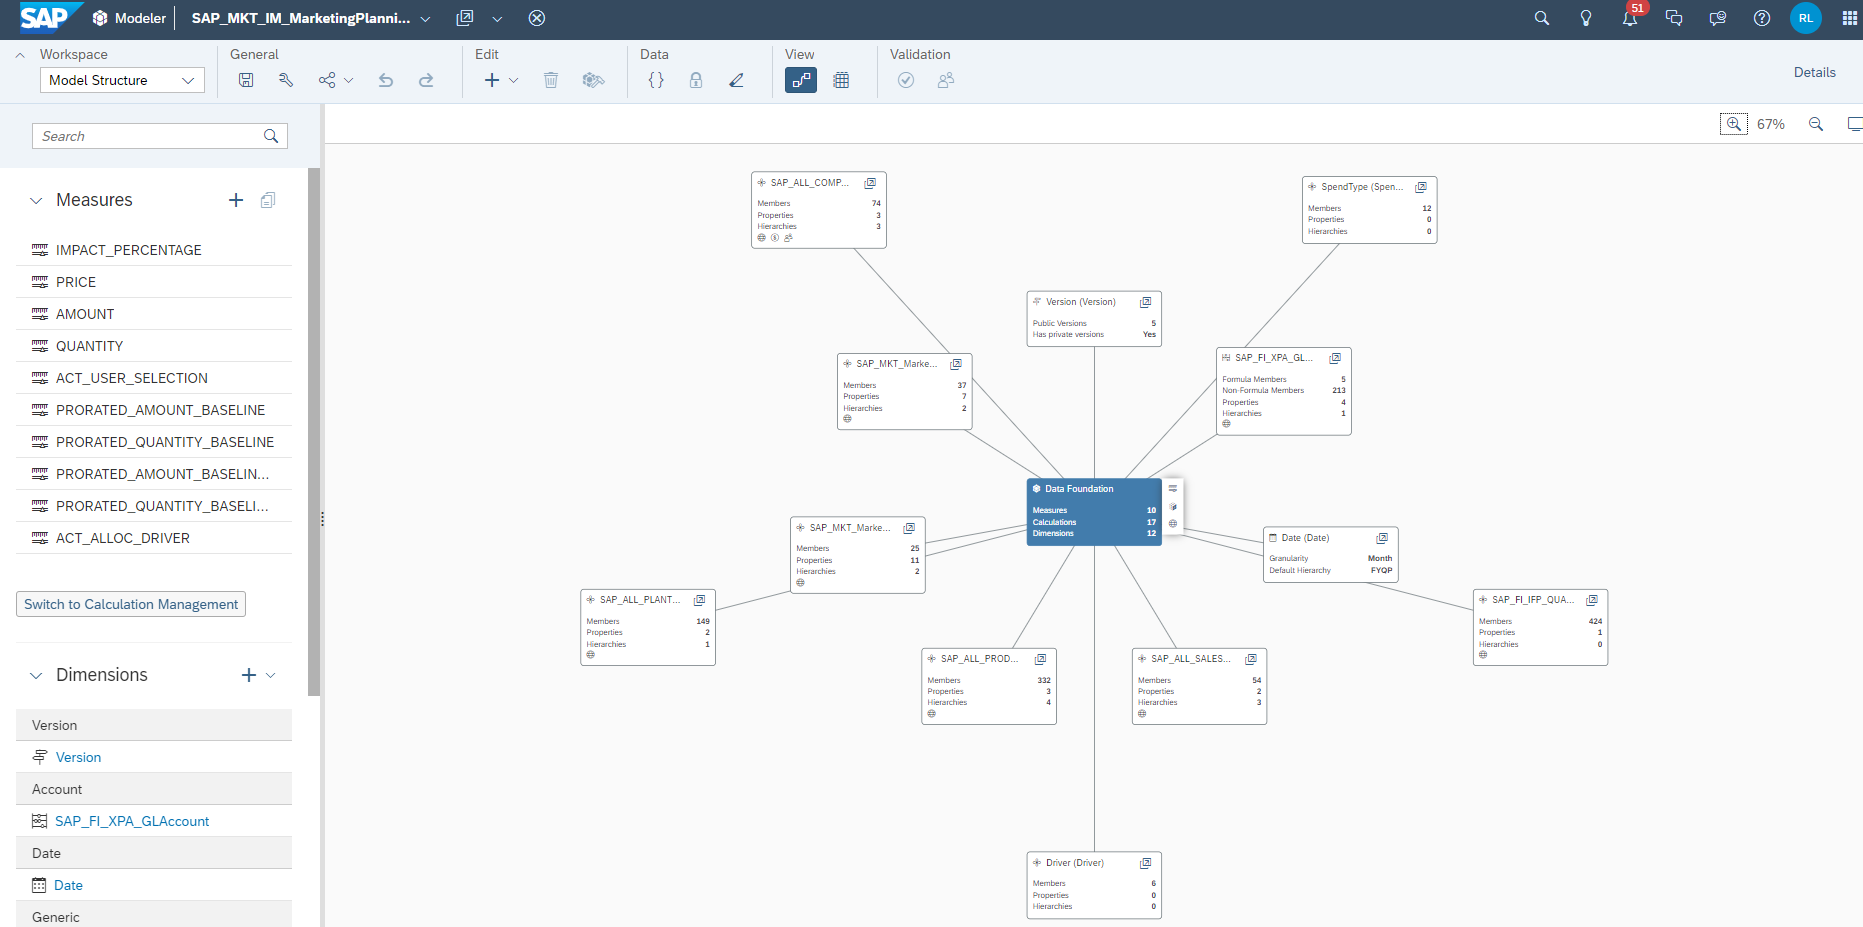 SAP Modeler SAP_MKT_IM_MarketingPlanni... 51 RL
Workspace General Edit Data View Validation
Model Structure
Details
Search
67%
Measures
IMPACT_PERCENTAGE
PRICE
AMOUNT
QUANTITY
ACT_USER_SELECTION
PRORATED_AMOUNT_BASELINE
PRORATED_QUANTITY_BASELINE
PRORATED_AMOUNT_BASELIN...
PRORATED_QUANTITY_BASELI...
ACT_ALLOC_DRIVER
Switch to Calculation Management
Dimensions
Version
Version
Account
SAP_FI_XPA_GLAccount
Date
Date
Generic
SAP_ALL_COMP...
Members 74
Properties 3
Hierarchies 3
SpendType (Spen...
Members 12
Properties 0
Hierarchies 0
Version (Version)
Public Versions 5
Has private versions Yes
SAP_MKT_Marke...
Members 37
Properties 7
Hierarchies 2
SAP_FI_XPA_GL...
Formula Members 5
Non-Formula Members 213
Properties 4
Hierarchies 1
Data Foundation
Measures 10
Calculations 17
Dimensions 12
SAP_MKT_Marke...
Members 25
Properties 11
Hierarchies 2
Date (Date)
Granularity Month
Default Hierarchy FYQP
SAP_ALL_PLANT...
Members 149
Properties 2
Hierarchies 1
SAP_FI_IFP_QUA...
Members 424
Properties 1
Hierarchies 0
SAP_ALL_PROD...
Members 332
Properties 3
Hierarchies 4
SAP_ALL_SALES...
Members 54
Properties 2
Hierarchies 3
Driver (Driver)
Members 6
Properties 0
Hierarchies 0